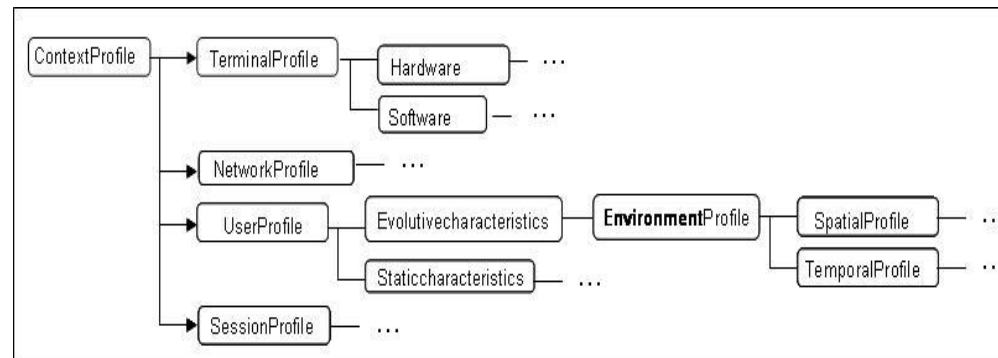 ContextProfile
TerminalProfile
Hardware
...
Software
...
NetworkProfile
...
UserProfile
Evolutivecharacteristics
EnvironmentProfile
SpatialProfile
...
TemporalProfile
...
Staticcharacteristics
...
SessionProfile
...